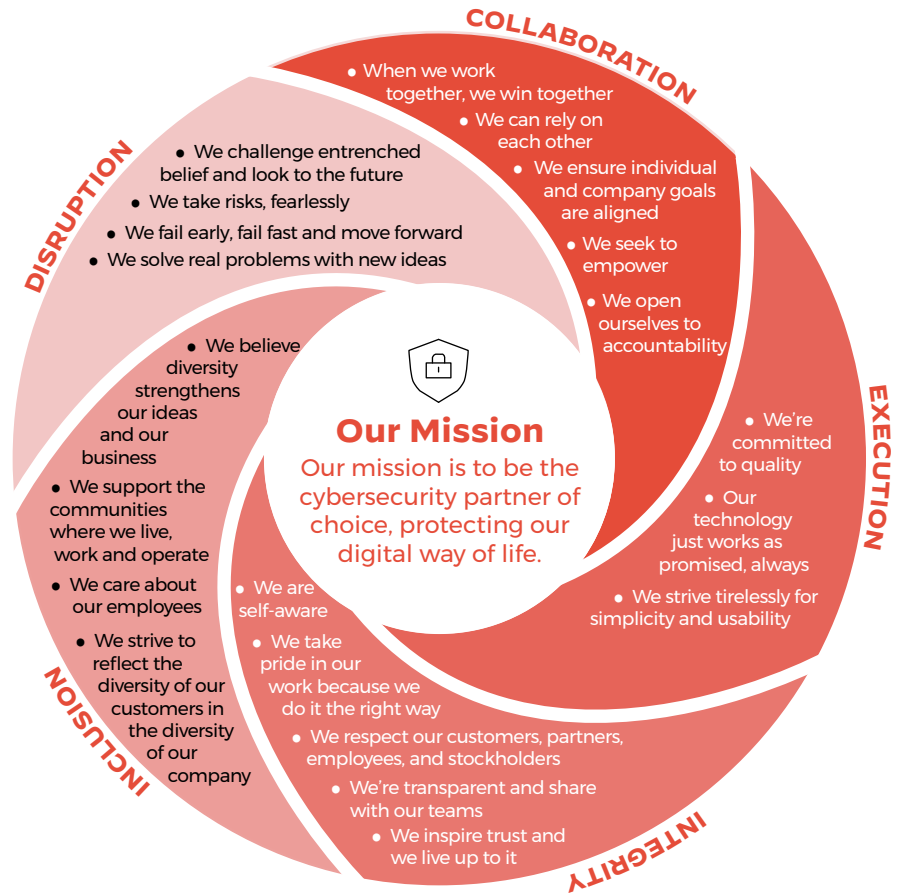 COLLABORATION
• When we work
together, we win together
• We can rely on
each other
• We ensure individual
and company goals
are aligned
• We seek to
empower
• We open
ourselves to
accountability
EXECUTION
• We’re
committed
to quality
• Our
technology
just works as
promised, always
• We strive tirelessly for
simplicity and usability
INTEGRITY
• We are
self-aware
• We take
pride in our
work because we
do it the right way
• We respect our customers, partners,
employees, and stockholders
• We’re transparent and share
with our teams
• We inspire trust and
we live up to it
INCLUSION
• We believe
diversity
strengthens
our ideas
and our
business
• We support the
communities
where we live,
work and operate
• We care about
our employees
• We strive to
reflect the
diversity of our
customers in
the diversity
of our
company
DISRUPTION
• We challenge entrenched
belief and look to the future
• We take risks, fearlessly
• We fail early, fail fast and move forward
• We solve real problems with new ideas
Our Mission
Our mission is to be the
cybersecurity partner of
choice, protecting our
digital way of life.